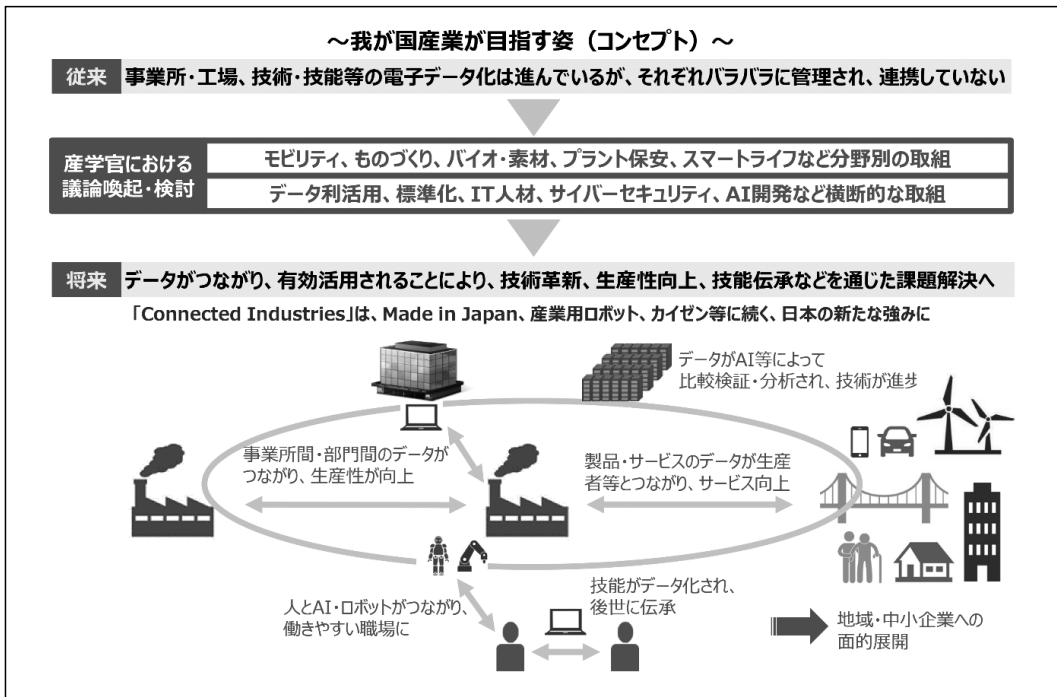 ～我が国産業が目指す姿（コンセプト）～
従来 事業所・工場、技術・技能等の電子データ化は進んでいるが、それぞれバラバラに管理され、連携していない
産学官における
議論喚起・検討
モビリティ、ものづくり、バイオ・素材、プラント保安、スマートライフなど分野別の取組
データ利活用、標準化、IT人材、サイバーセキュリティ、AI開発など横断的な取組
将来 データがつながり、有効活用されることにより、技術革新、生産性向上、技能伝承などを通じた課題解決へ
「Connected Industries」は、Made in Japan、産業用ロボット、カイゼン等に続く、日本の新たな強みに
データがAI等によって
比較検証・分析され、技術が進歩
事業所間・部門間のデータが
つながり、生産性が向上
製品・サービスのデータが生産
者等とつながり、サービス向上
人とAI・ロボットがつながり、
働きやすい職場に
技能がデータ化され、
後世に伝承
地域・中小企業への
面的展開